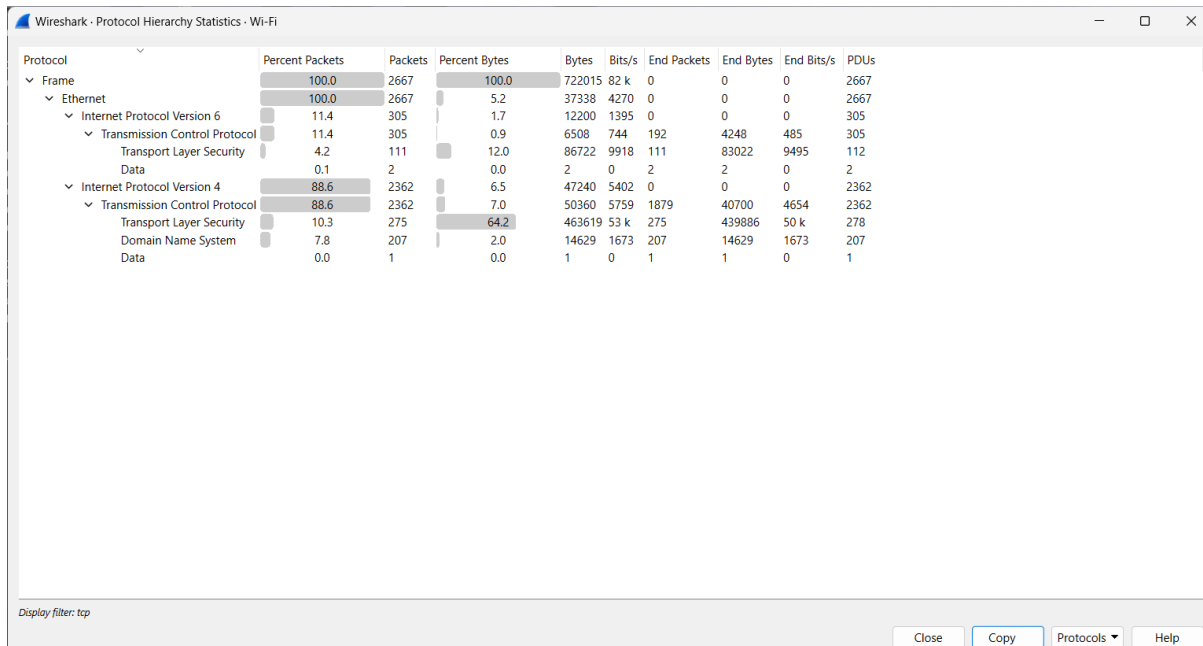 Wireshark · Protocol Hierarchy Statistics · Wi-Fi
Protocol Percent Packets Packets Percent Bytes Bytes Bits/s End Packets End Bytes End Bits/s PDUs
Frame 100.0 2667 100.0 722015 82 k 0 0 0 2667
Ethernet 100.0 2667 5.2 37338 4270 0 0 0 2667
Internet Protocol Version 6 11.4 305 1.7 12200 1395 0 0 0 305
Transmission Control Protocol 11.4 305 0.9 6508 744 192 4248 485 305
Transport Layer Security 4.2 111 12.0 86722 9918 111 83022 9495 112
Data 0.1 2 0.0 2 0 2 2 0 2
Internet Protocol Version 4 88.6 2362 6.5 47240 5402 0 0 0 2362
Transmission Control Protocol 88.6 2362 7.0 50360 5759 1879 40700 4654 2362
Transport Layer Security 10.3 275 64.2 463619 53 k 275 439886 50 k 278
Domain Name System 7.8 207 2.0 14629 1673 207 14629 1673 207
Data 0.0 1 0.0 1 0 1 1 0 1
Display filter: tcp
Close Copy Protocols Help